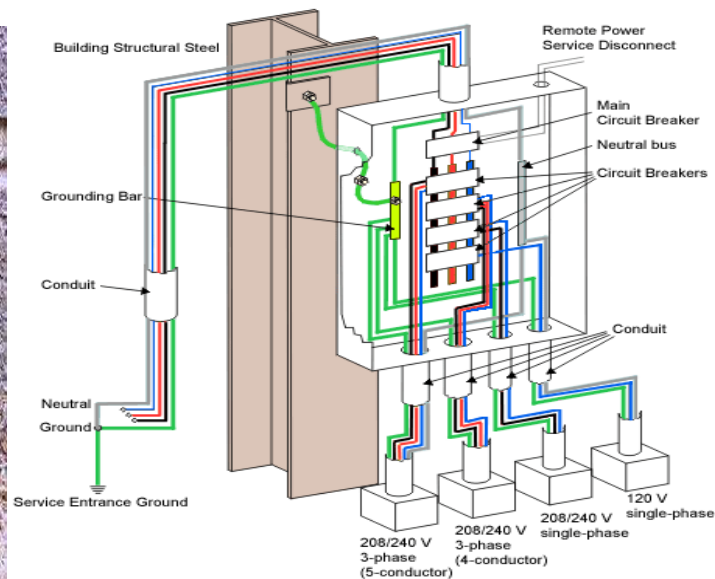 Building Structural Steel
Remote Power
Service Disconnect
Main
Circuit Breaker
Neutral bus
Circuit Breakers
Grounding Bar
Conduit
Conduit
Neutral
Ground
Service Entrance Ground
208/240 V
3-phase
(5-conductor)
208/240 V
3-phase
(4-conductor)
208/240 V
single-phase
120 V
single-phase